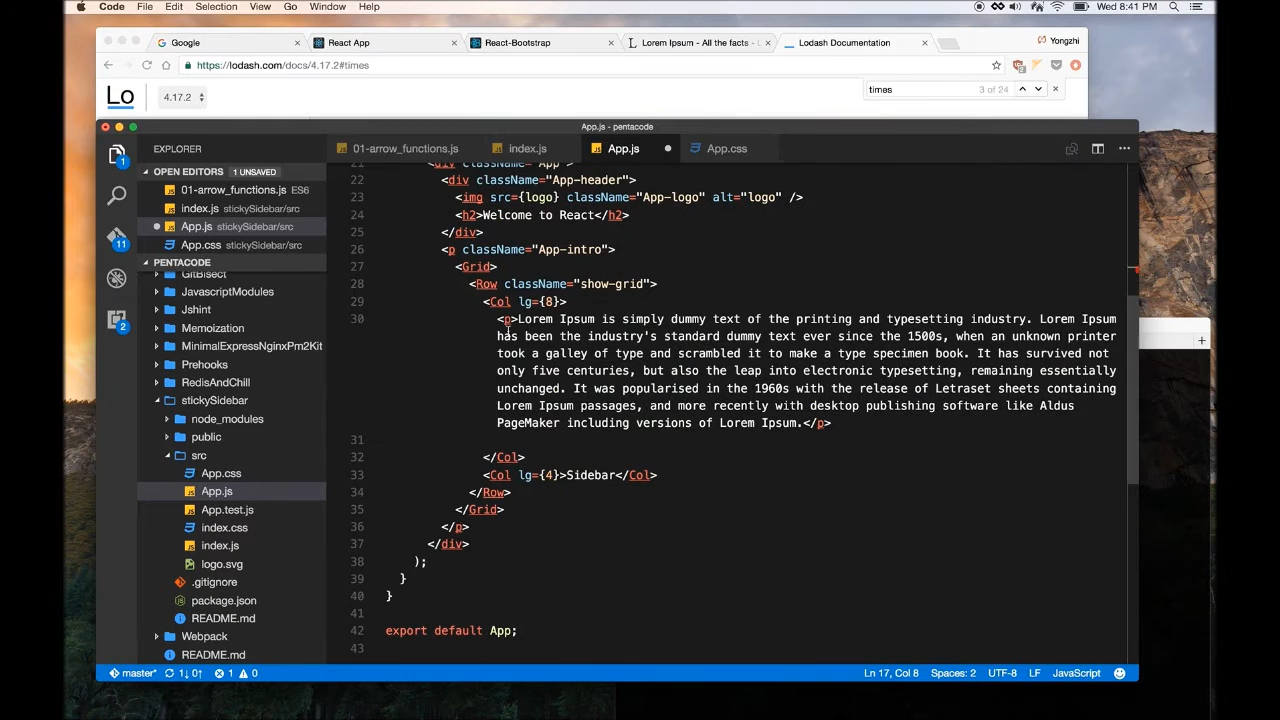 Code File Edit Selection View Go Window Help Wed 8:41 PM
Google React App React-Bootstrap Lorem Ipsum - All the facts - L Lodash Documentation Yongzhi
https://lodash.com/docs/4.17.2#times
Lo 4.17.2 times 3 of 24
App.js - pentacode
EXPLORER 01-arrow_functions.js index.js App.js App.css
OPEN EDITORS 1 UNSAVED
01-arrow_functions.js ES6
index.js stickySidebar/src
App.js stickySidebar/src
App.css stickySidebar/src
PENTACODE
GitBisect
JavascriptModules
Jshint
Memoization
MinimalExpressNginxPm2Kit
Prehooks
RedisAndChill
stickySidebar
node_modules
public
src
App.css
App.js
App.test.js
index.css
index.js
logo.svg
.gitignore
package.json
README.md
Webpack
README.md
1
11
2
21 <div className="App">
22 <div className="App-header">
23 <img src={logo} className="App-logo" alt="logo" />
24 <h2>Welcome to React</h2>
25 </div>
26 <p className="App-intro">
27 <Grid>
28 <Row className="show-grid">
29 <Col lg={8}>
30 <p>Lorem Ipsum is simply dummy text of the printing and typesetting industry. Lorem Ipsum
has been the industry's standard dummy text ever since the 1500s, when an unknown printer
took a galley of type and scrambled it to make a type specimen book. It has survived not
only five centuries, but also the leap into electronic typesetting, remaining essentially
unchanged. It was popularised in the 1960s with the release of Letraset sheets containing
Lorem Ipsum passages, and more recently with desktop publishing software like Aldus
PageMaker including versions of Lorem Ipsum.</p>
31
32 </Col>
33 <Col lg={4}>Sidebar</Col>
34 </Row>
35 </Grid>
36 </p>
37 </div>
38 );
39 }
40 }
41
42 export default App;
43
master* 1↓ 0↑ 1 0 Ln 17, Col 8 Spaces: 2 UTF-8 LF JavaScript